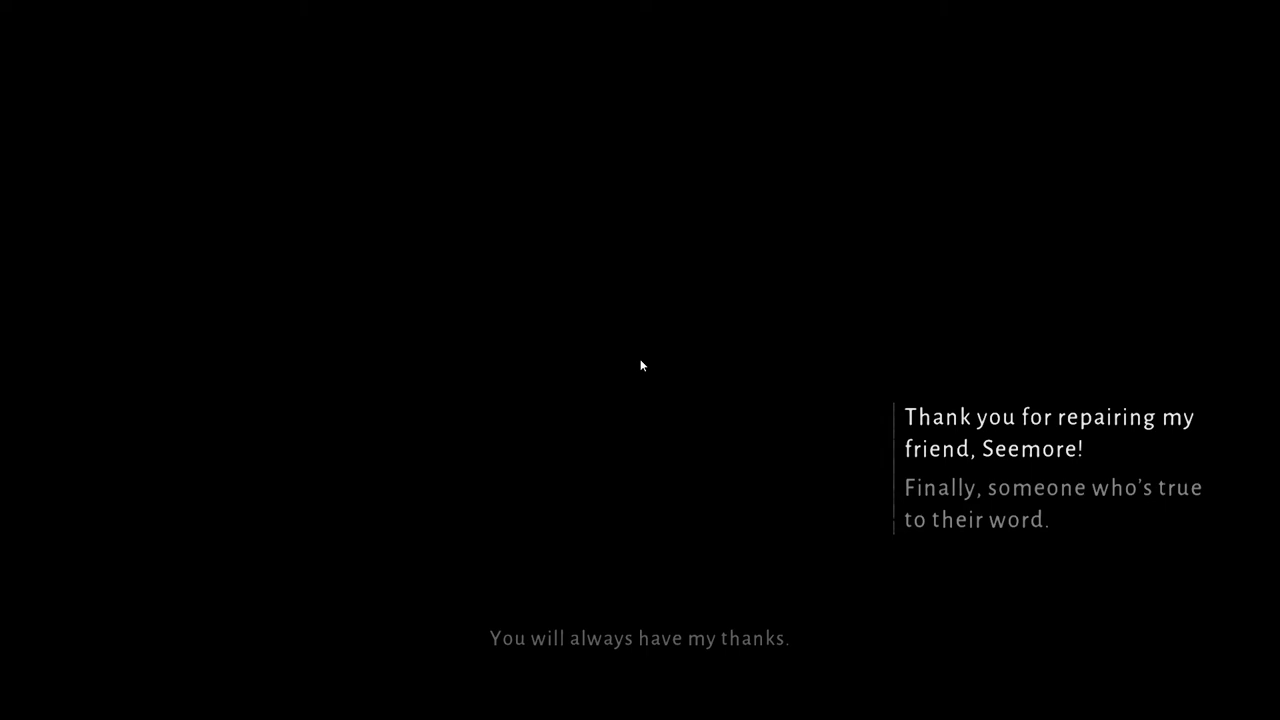 Thank you for repairing my
friend, Seemore!
Finally, someone who’s true
to their word.
You will always have my thanks.